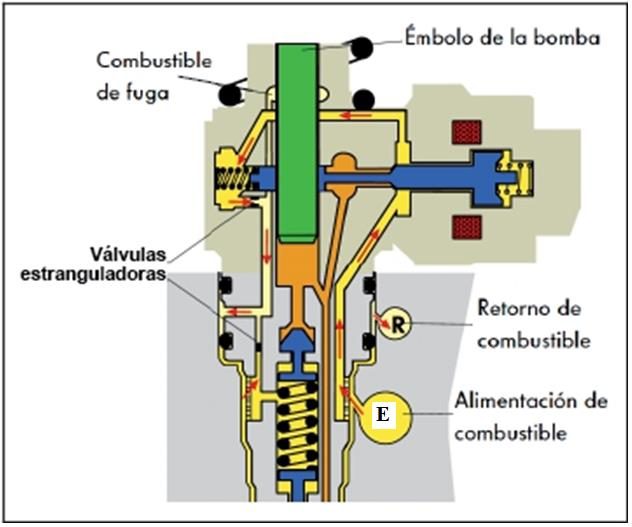 Émbolo de la bomba
Combustible
de fuga
Válvulas
estranguladoras
Retorno de
combustible
R
Alimentación de
combustible
E